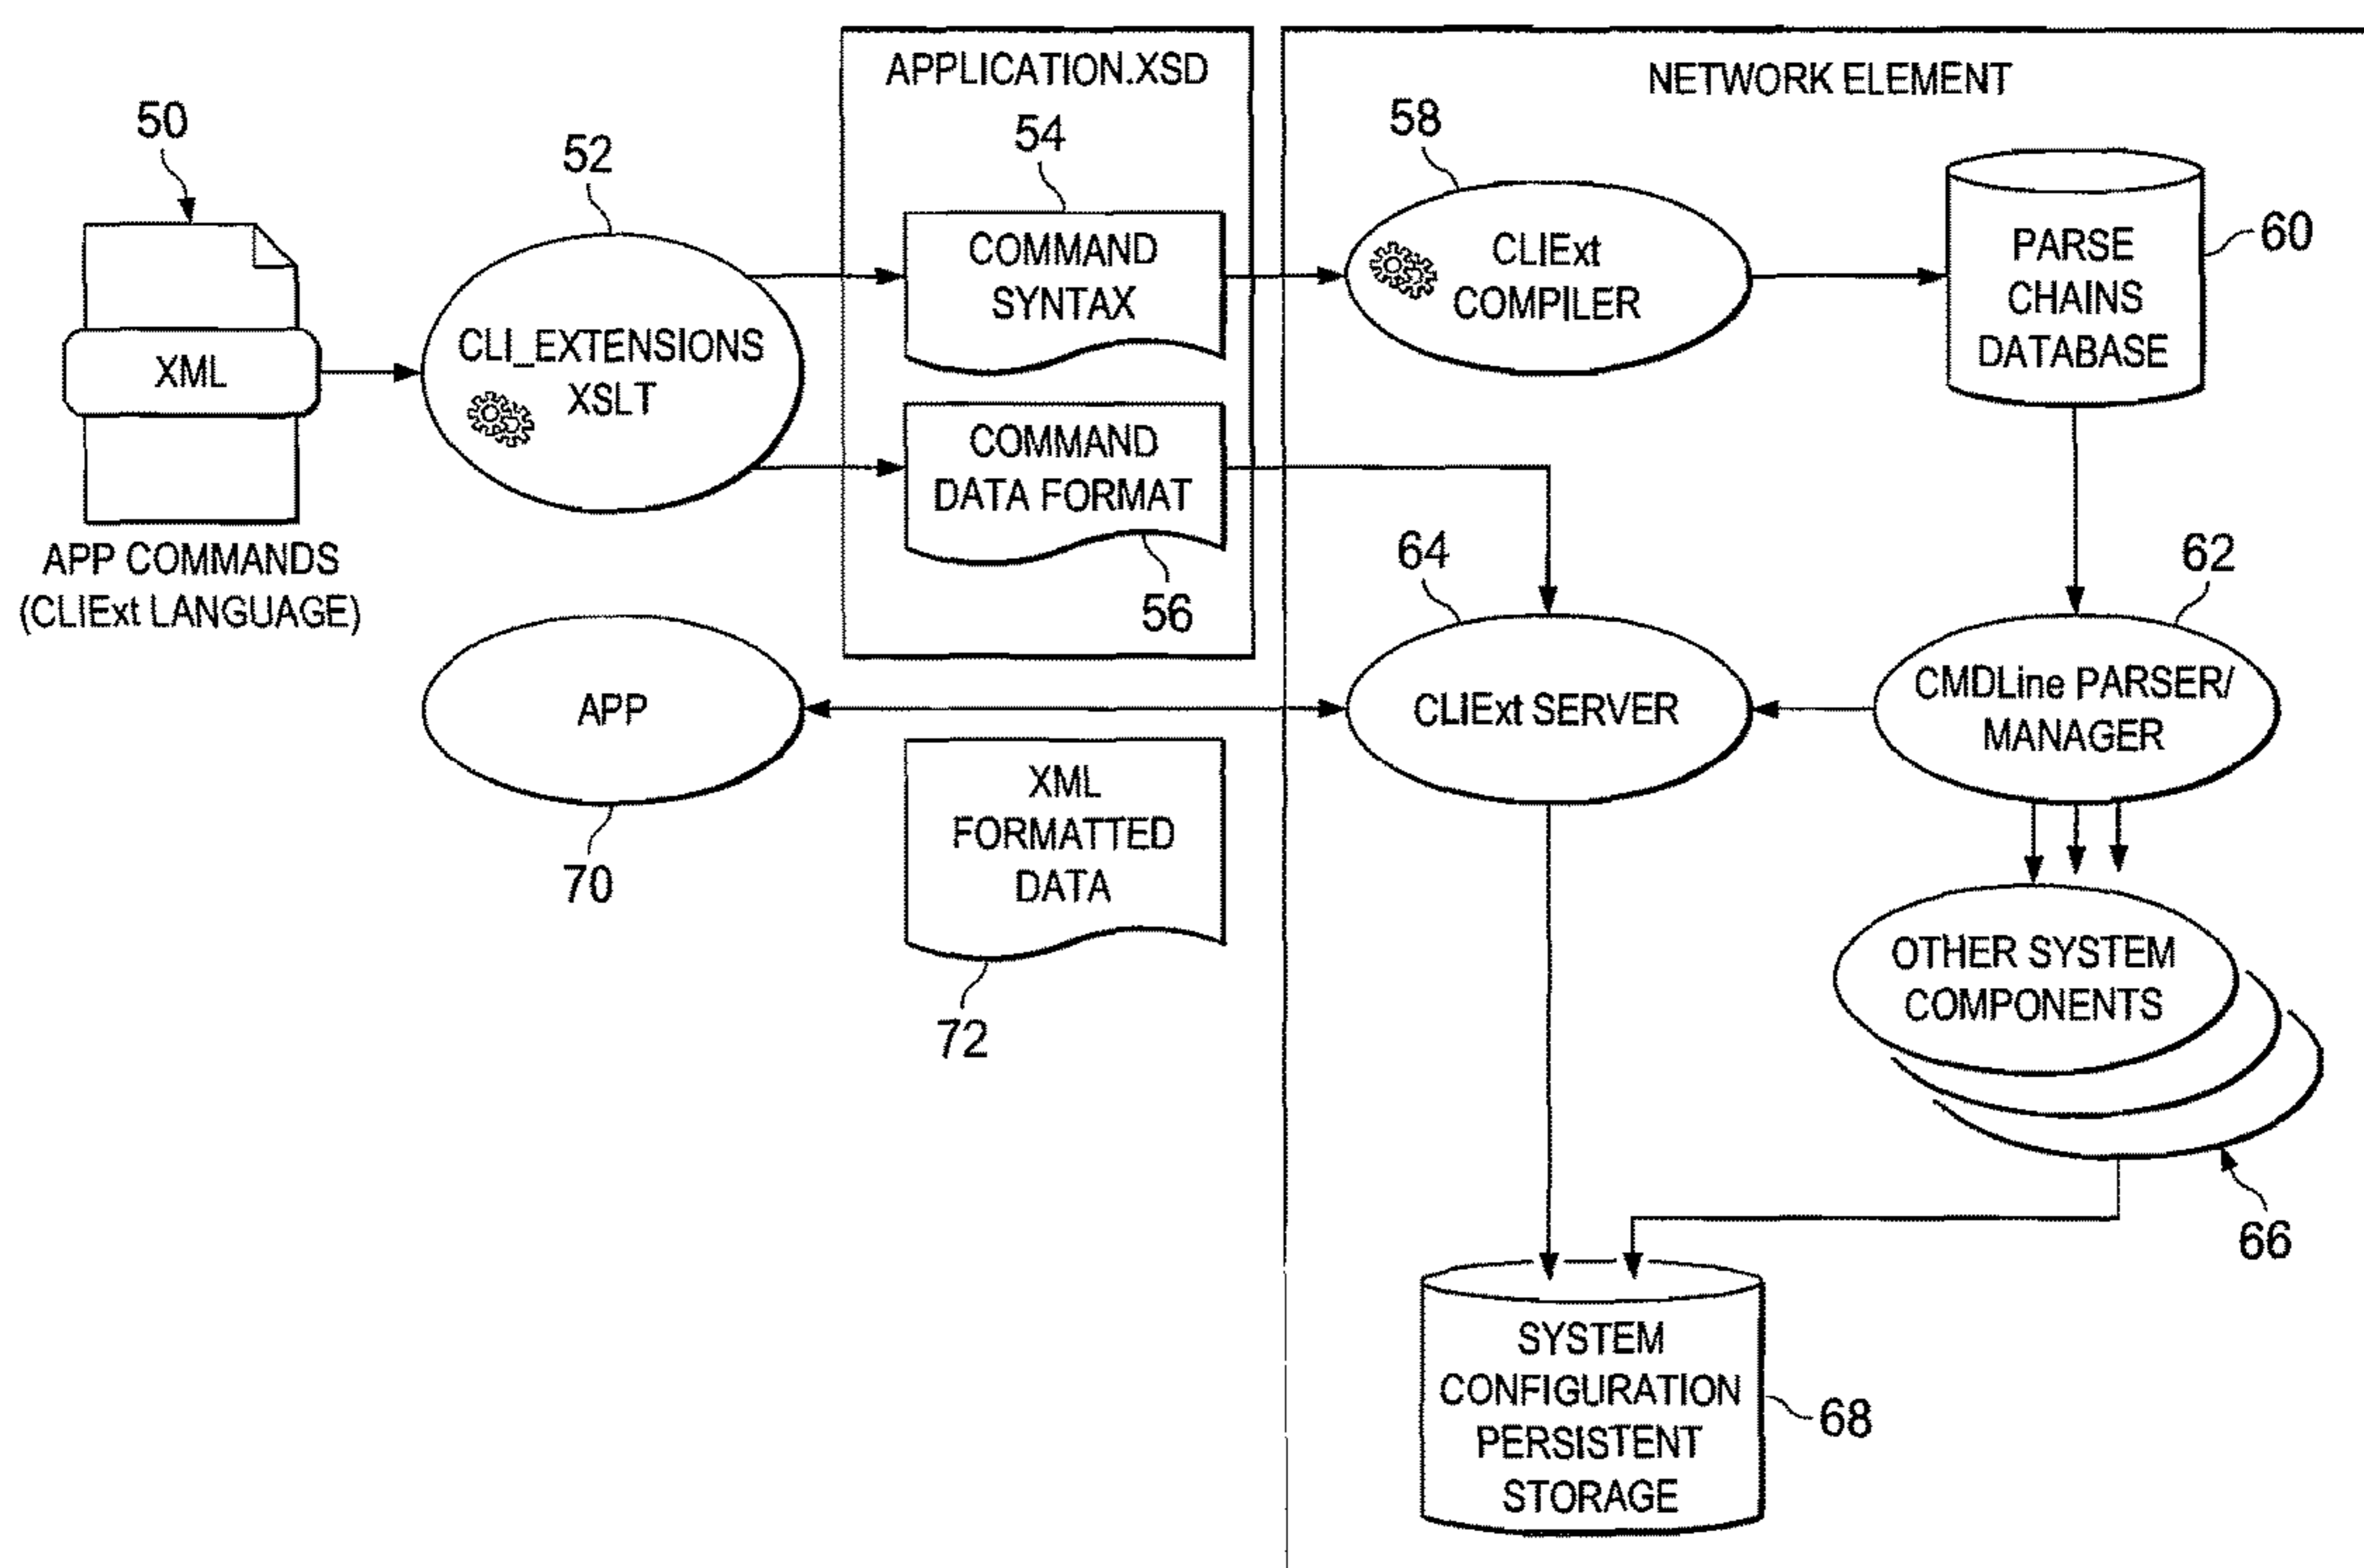 APPLICATION.XSD
NETWORK ELEMENT
50
52
54
58
60
XML
CLI_EXTENSIONS
XSLT
COMMAND
SYNTAX
CLIExt
COMPILER
PARSE
CHAINS
DATABASE
COMMAND
DATA FORMAT
56
APP COMMANDS
(CLIExt LANGUAGE)
64
62
APP
70
CLIExt SERVER
CMDLine PARSER/
MANAGER
XML
FORMATTED
DATA
72
OTHER SYSTEM
COMPONENTS
66
SYSTEM
CONFIGURATION
PERSISTENT
STORAGE
68